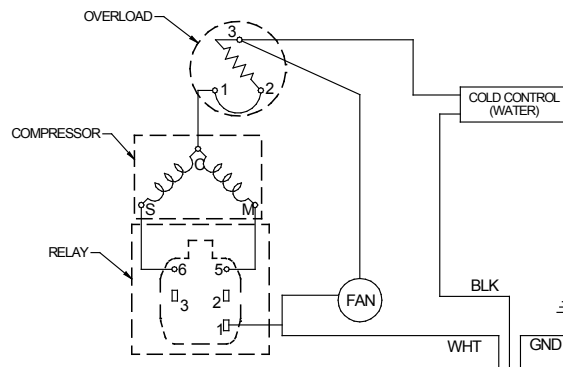 OVERLOAD
3
1
2
COLD CONTROL
(WATER)
COMPRESSOR
C
S
M
RELAY
6
5
3
2
1
FAN
BLK
WHT
GND